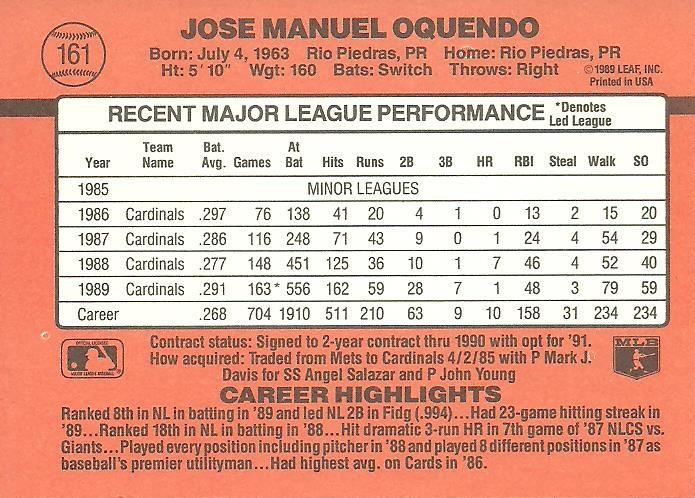 161
JOSE MANUEL OQUENDO
Born: July 4, 1963 Rio Piedras, PR Home: Rio Piedras, PR
Ht: 5' 10" Wgt: 160 Bats: Switch Throws: Right
©1989 LEAF, INC.
Printed in USA
RECENT MAJOR LEAGUE PERFORMANCE *Denotes Led League
Year Team Name Bat. Avg. Games At Bat Hits Runs 2B 3B HR RBI Steal Walk SO
1985 MINOR LEAGUES
1986 Cardinals .297 76 138 41 20 4 1 0 13 2 15 20
1987 Cardinals .286 116 248 71 43 9 0 1 24 4 54 29
1988 Cardinals .277 148 451 125 36 10 1 7 46 4 52 40
1989 Cardinals .291 163* 556 162 59 28 7 1 48 3 79 59
Career .268 704 1910 511 210 63 9 10 158 31 234 234
Contract status: Signed to 2-year contract thru 1990 with opt for '91.
How acquired: Traded from Mets to Cardinals 4/2/85 with P Mark J.
Davis for SS Angel Salazar and P John Young
MLB
CAREER HIGHLIGHTS
Ranked 8th in NL in batting in '89 and led NL 2B in Fidg (.994)...Had 23-game hitting streak in
'89...Ranked 18th in NL in batting in '88...Hit dramatic 3-run HR in 7th game of '87 NLCS vs.
Giants...Played every position including pitcher in '88 and played 8 different positions in '87 as
baseball's premier utilityman...Had highest avg. on Cards in '86.